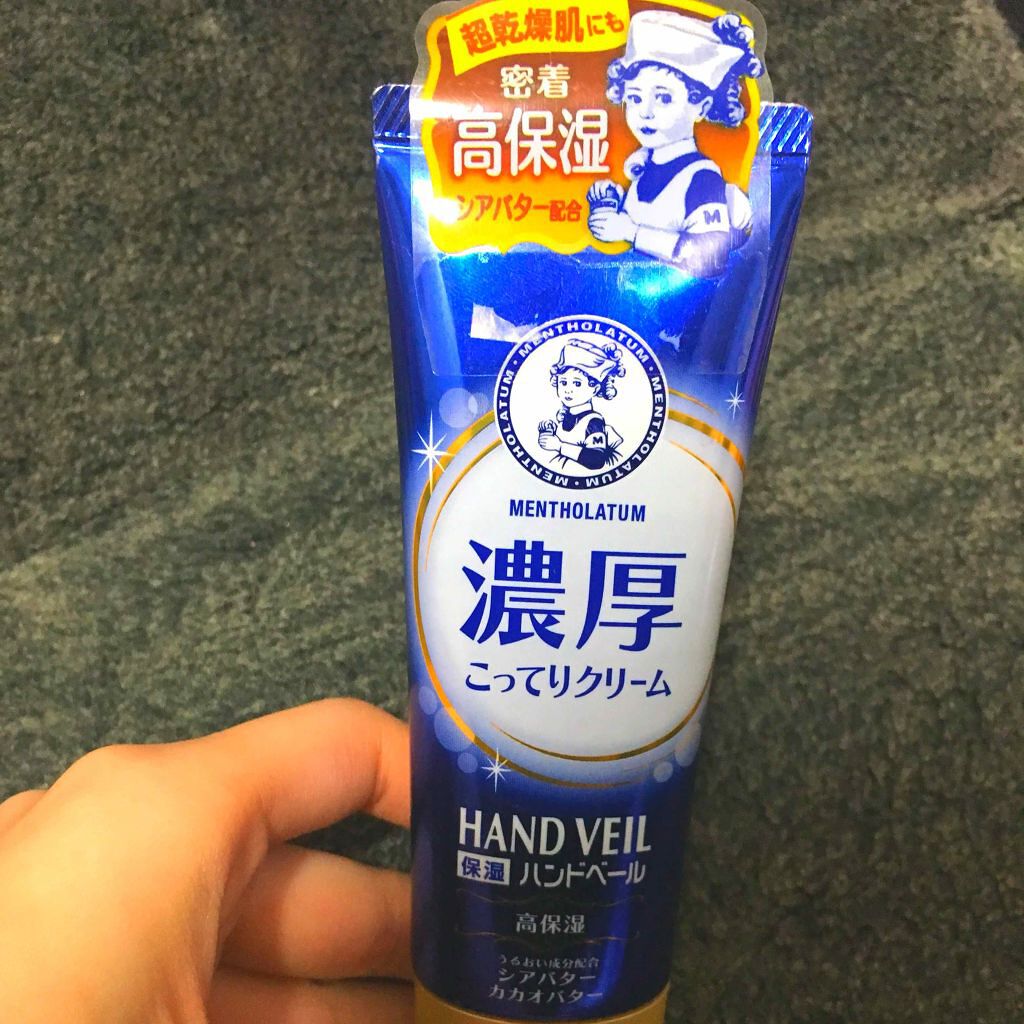 超乾燥肌にも
密着
高保湿
シアバター配合
M
MENTHOLATUM · MENTHOLATUM · MENTHOLATUM · MENTHOLATUM ·
M
MENTHOLATUM
濃厚
こってりクリーム
HAND VEIL
保湿 ハンドベール
高保湿
うるおい成分配合
シアバター
カカオバター